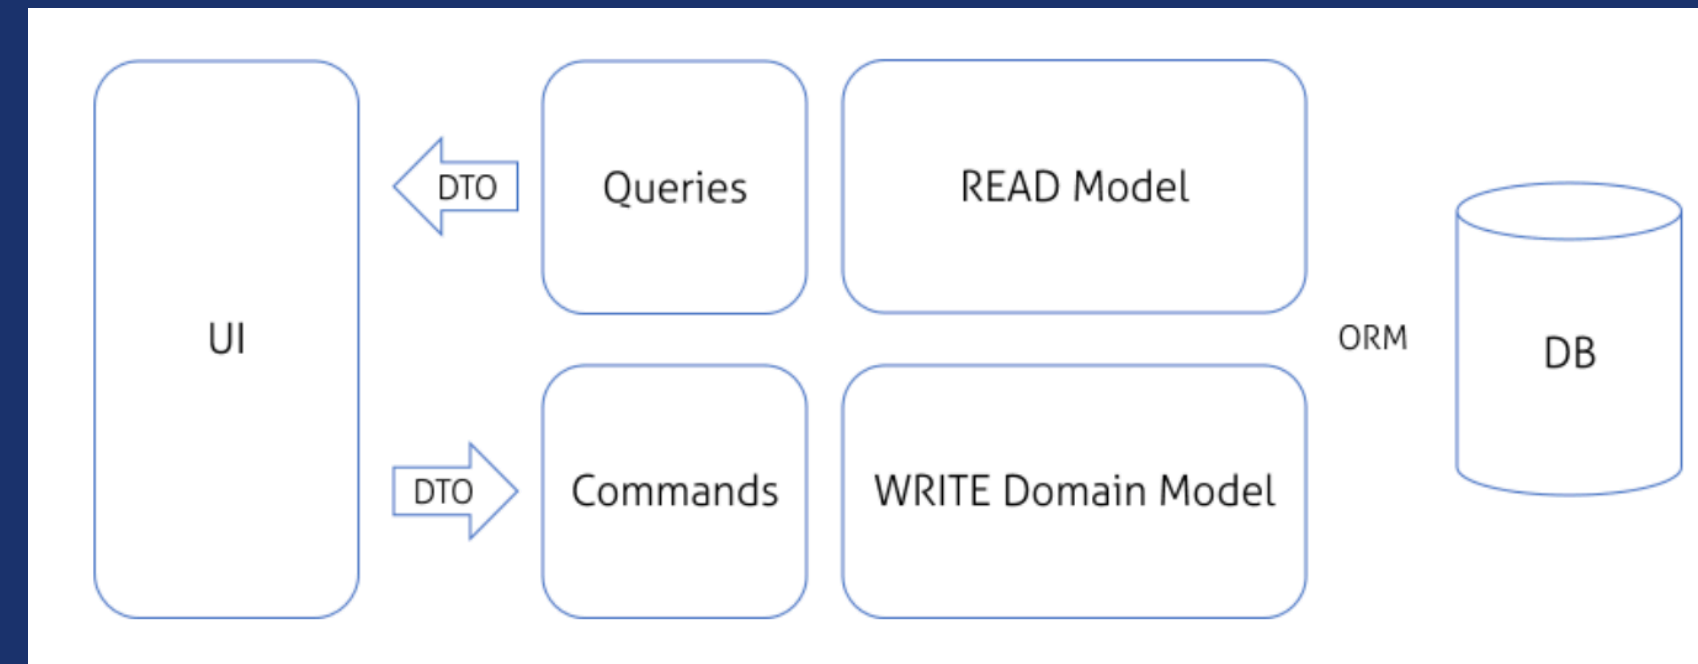 UI
DTO
Queries
READ Model
DTO
Commands
WRITE Domain Model
ORM
DB